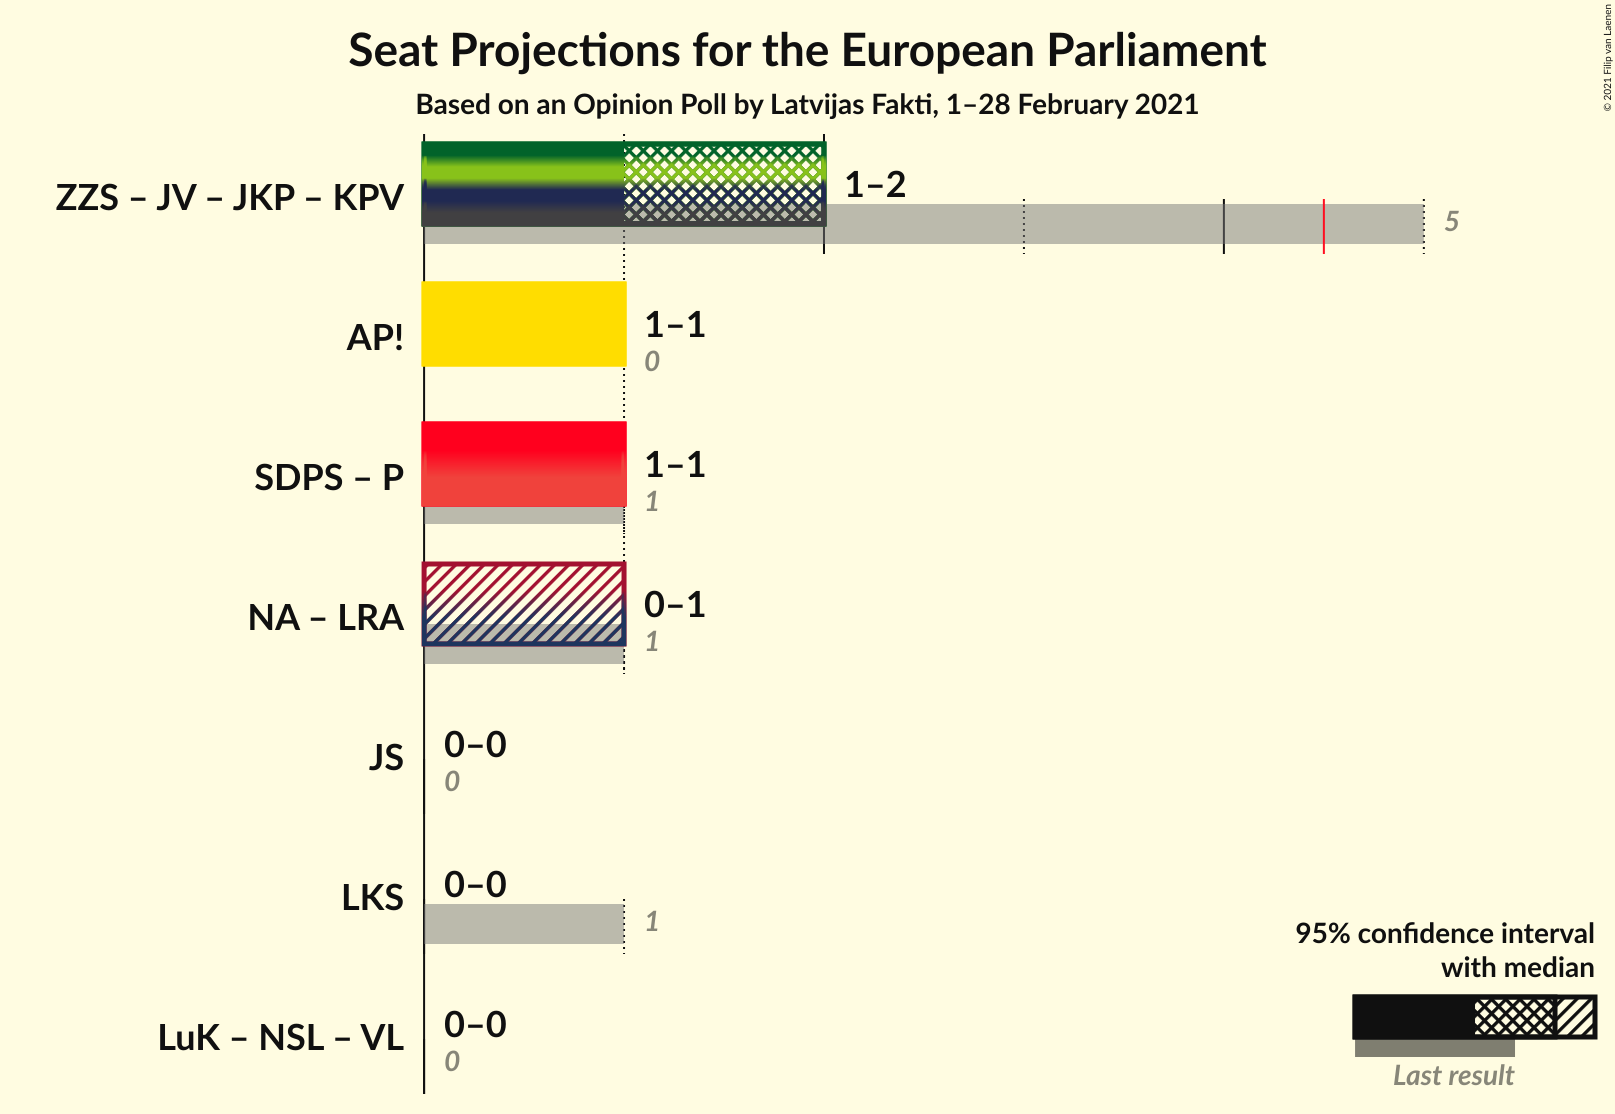 Seat Projections for the European Parliament
Based on an Opinion Poll by Latvijas Fakti, 1–28 February 2021
© 2021 Filip van Laenen
ZZS – JV – JKP – KPV
1–2
5
AP!
1–1
0
SDPS – P
1–1
1
NA – LRA
0–1
1
JS
0–0
0
LKS
0–0
1
LuK – NSL – VL
0–0
0
95% confidence interval
with median
Last result